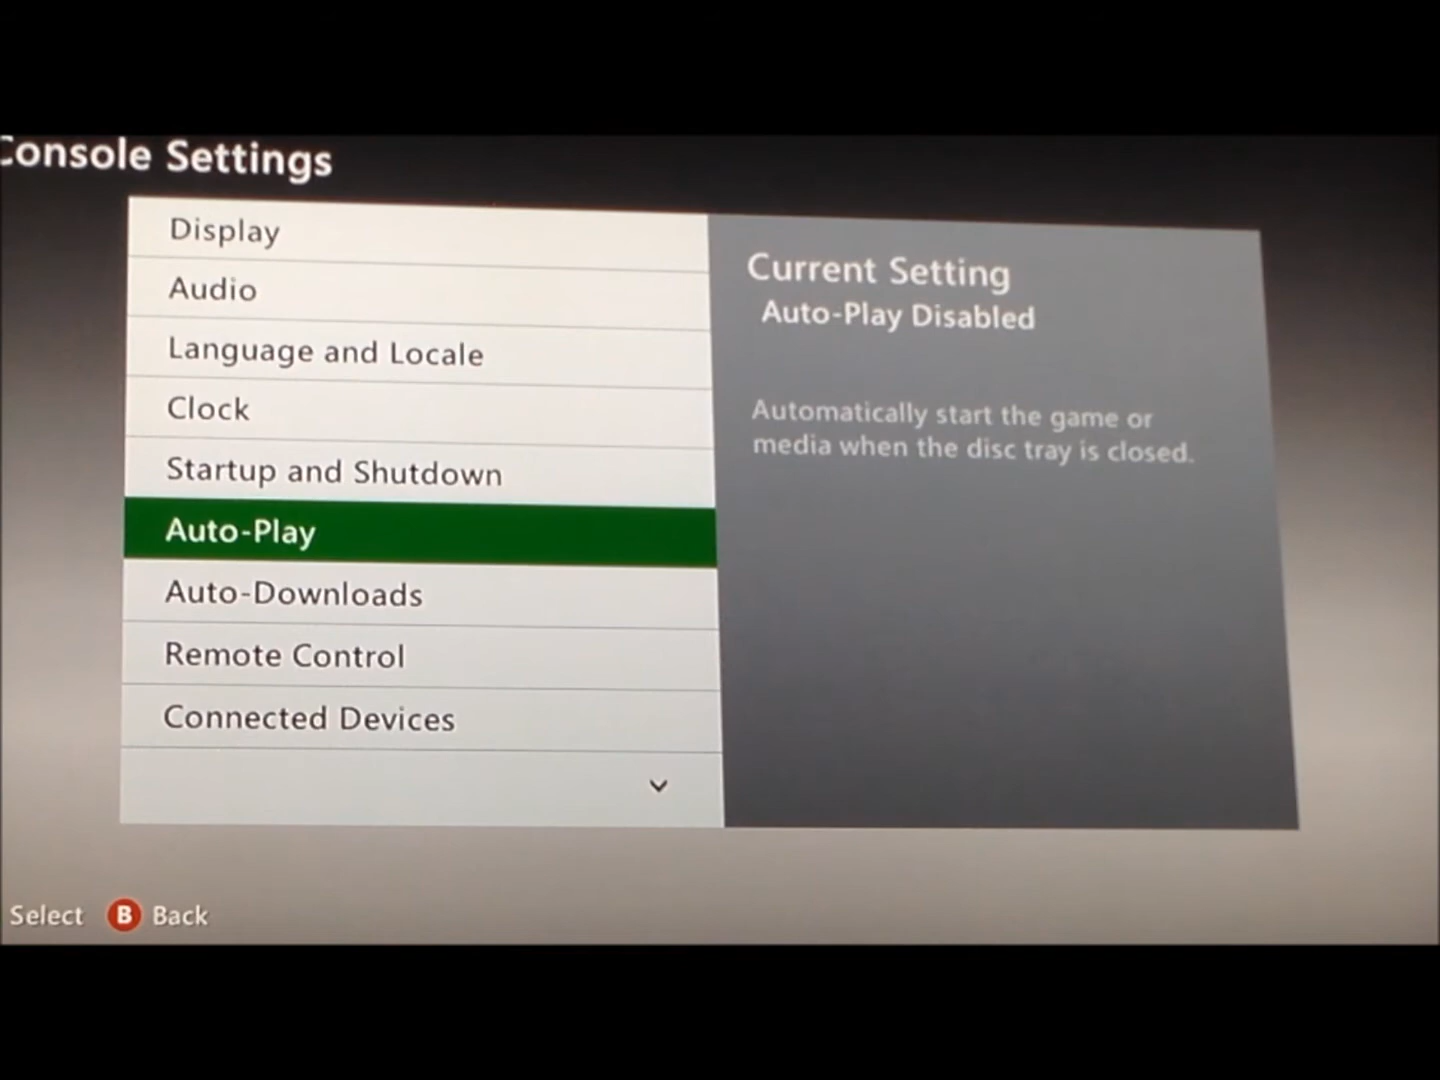 Console Settings
Display
Audio
Language and Locale
Clock
Startup and Shutdown
Auto-Play
Auto-Downloads
Remote Control
Connected Devices
Current Setting
Auto-Play Disabled
Automatically start the game or
media when the disc tray is closed.
Select B Back